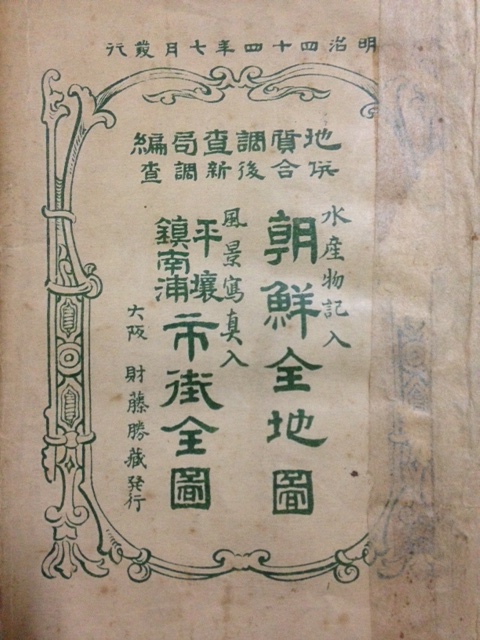 明治四十四年七月發行
地質調查局編
併合後新調查
水産物記入
朝鮮全地圖
風景寫真入
平壤
鎮南浦
市街全圖
大阪 財藤勝藏發行